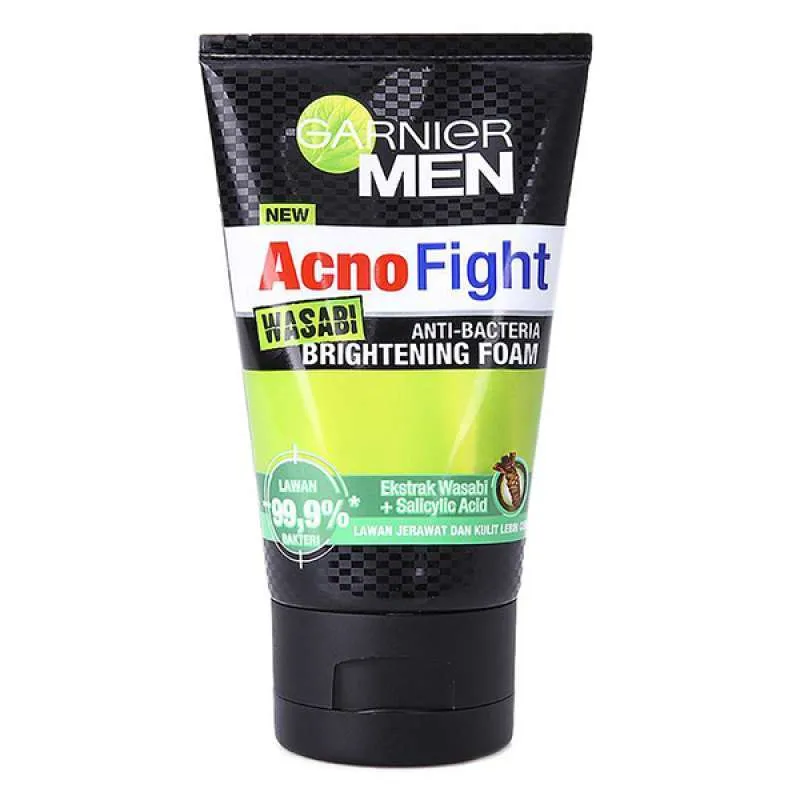 GARNIER
MEN
NEW
AcnoFight
WASABI
ANTI-BACTERIA
BRIGHTENING FOAM
LAWAN
99,9%*
BAKTERI
Ekstrak Wasabi
+ Salicylic Acid
LAWAN JERAWAT DAN KULIT LEBIH